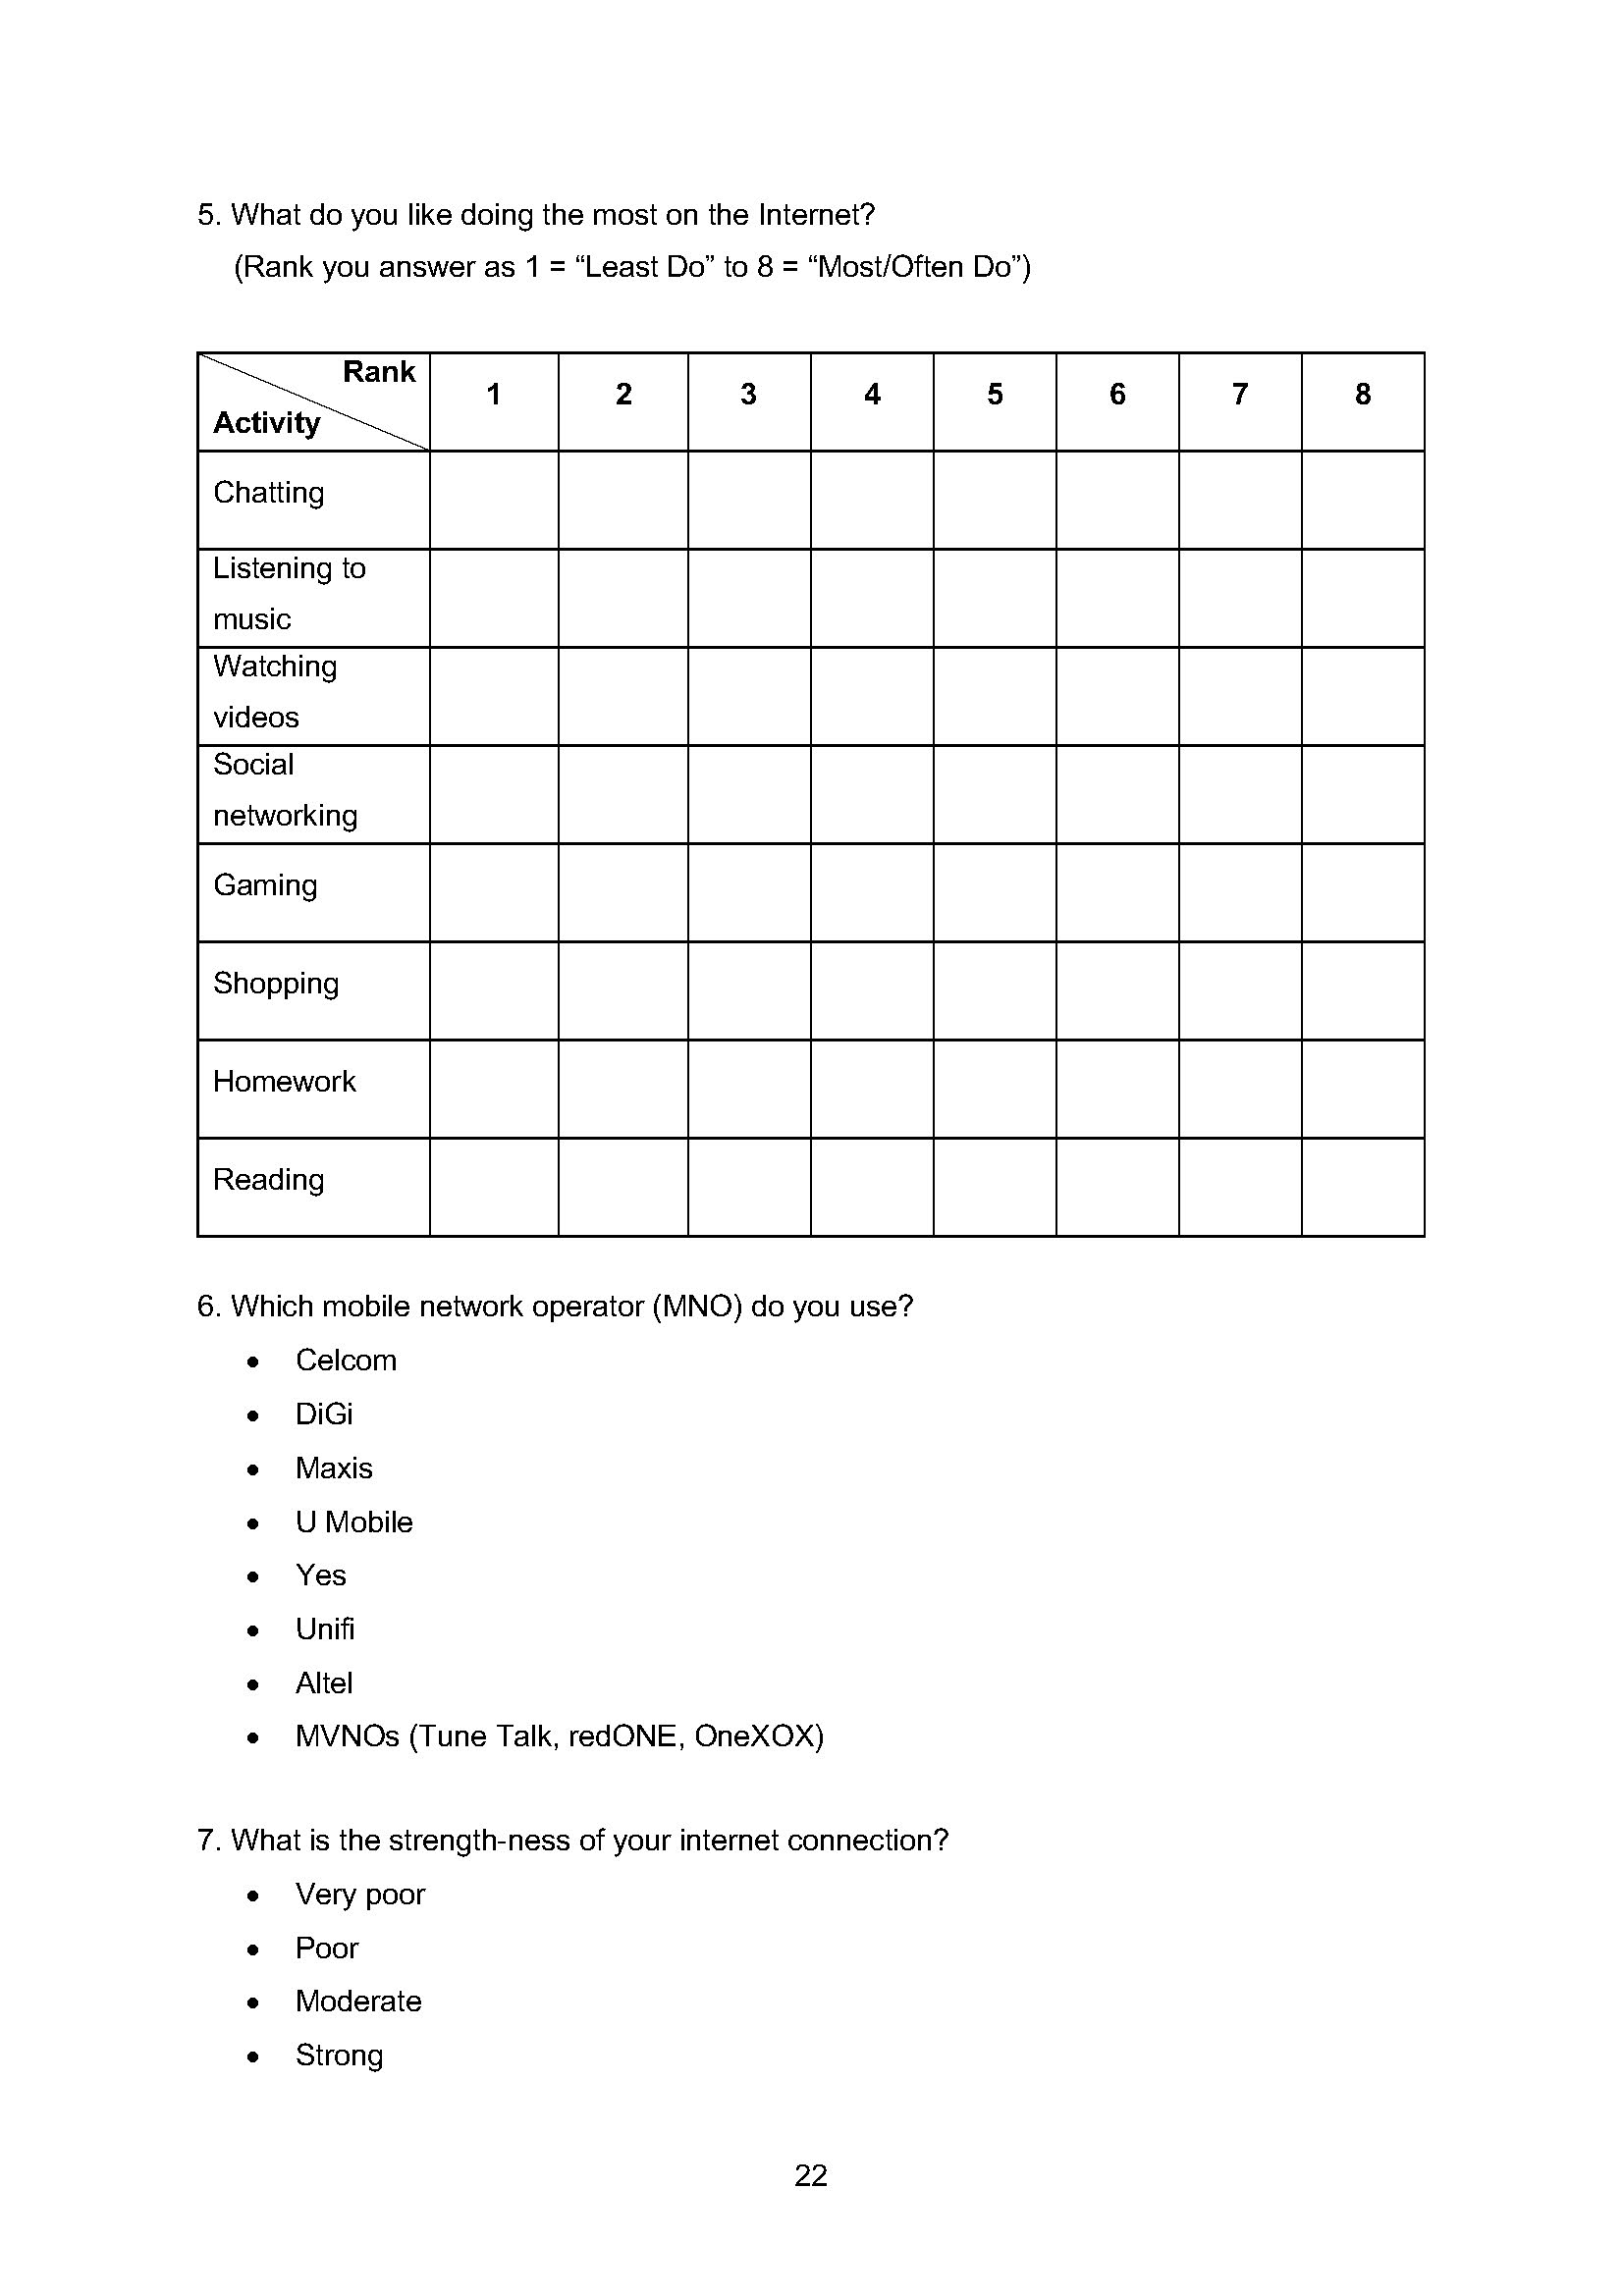 5. What do you like doing the most on the Internet?
(Rank you answer as 1 = “Least Do” to 8 = “Most/Often Do”)
Rank
Activity
1 2 3 4 5 6 7 8
Chatting
Listening to
music
Watching
videos
Social
networking
Gaming
Shopping
Homework
Reading
6. Which mobile network operator (MNO) do you use?
• Celcom
• DiGi
• Maxis
• U Mobile
• Yes
• Unifi
• Altel
• MVNOs (Tune Talk, redONE, OneXOX)
7. What is the strength-ness of your internet connection?
• Very poor
• Poor
• Moderate
• Strong
22